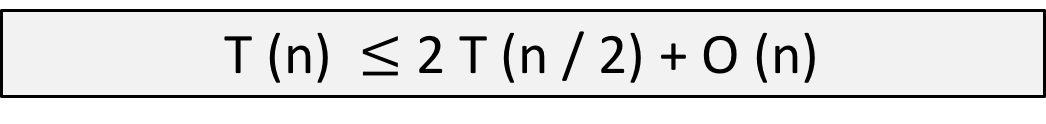 T (n) ≤ 2 T (n / 2) + O (n)